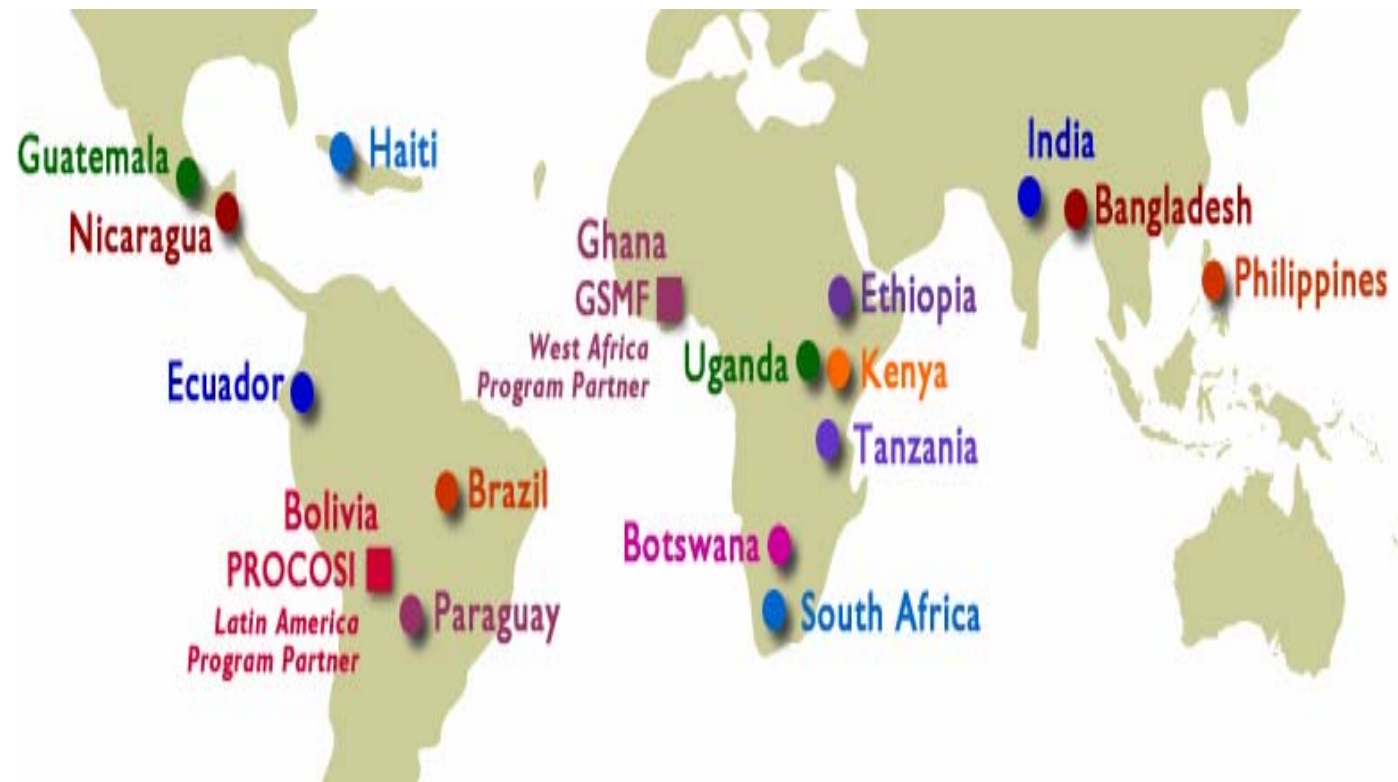 Guatemala
Haiti
Nicaragua
Ecuador
Brazil
Bolivia
PROCOSI
Latin America
Program Partner
Paraguay
Ghana
GSMF
West Africa
Program Partner
Ethiopia
Uganda
Kenya
Tanzania
Botswana
South Africa
India
Bangladesh
Philippines